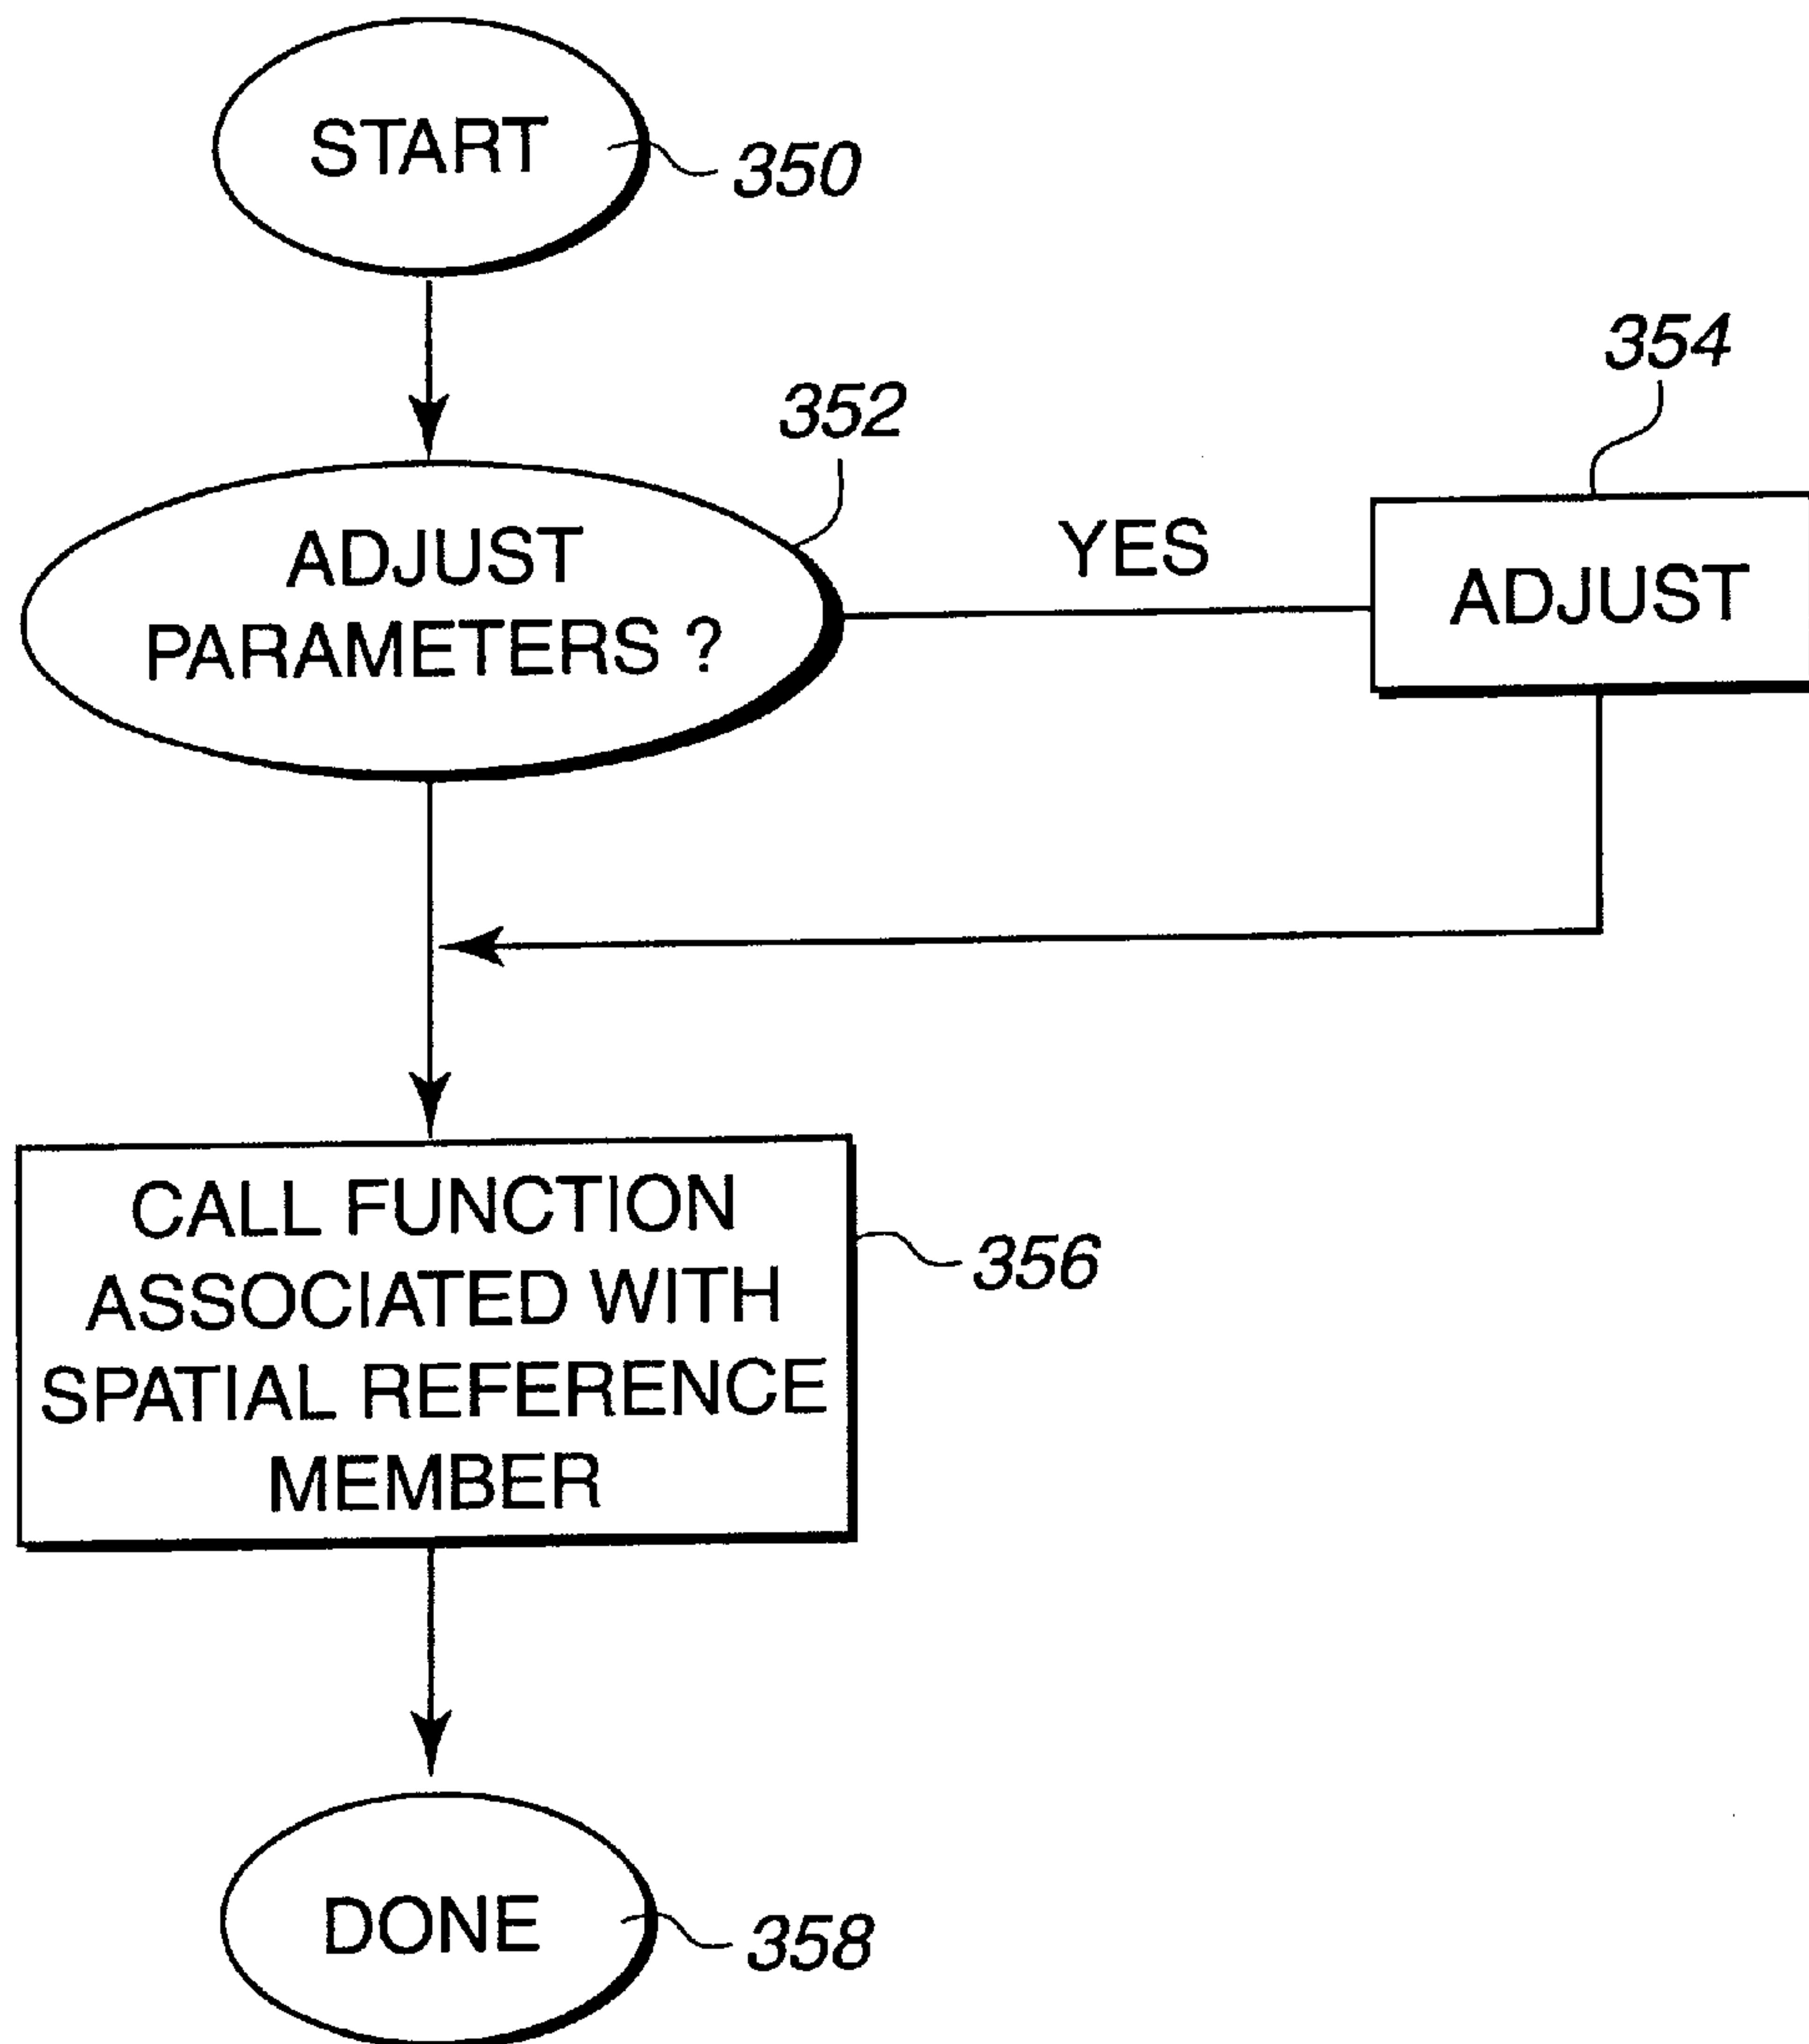 START
350
352
354
ADJUST
PARAMETERS ?
YES
ADJUST
CALL FUNCTION
ASSOCIATED WITH
SPATIAL REFERENCE
MEMBER
356
DONE
358